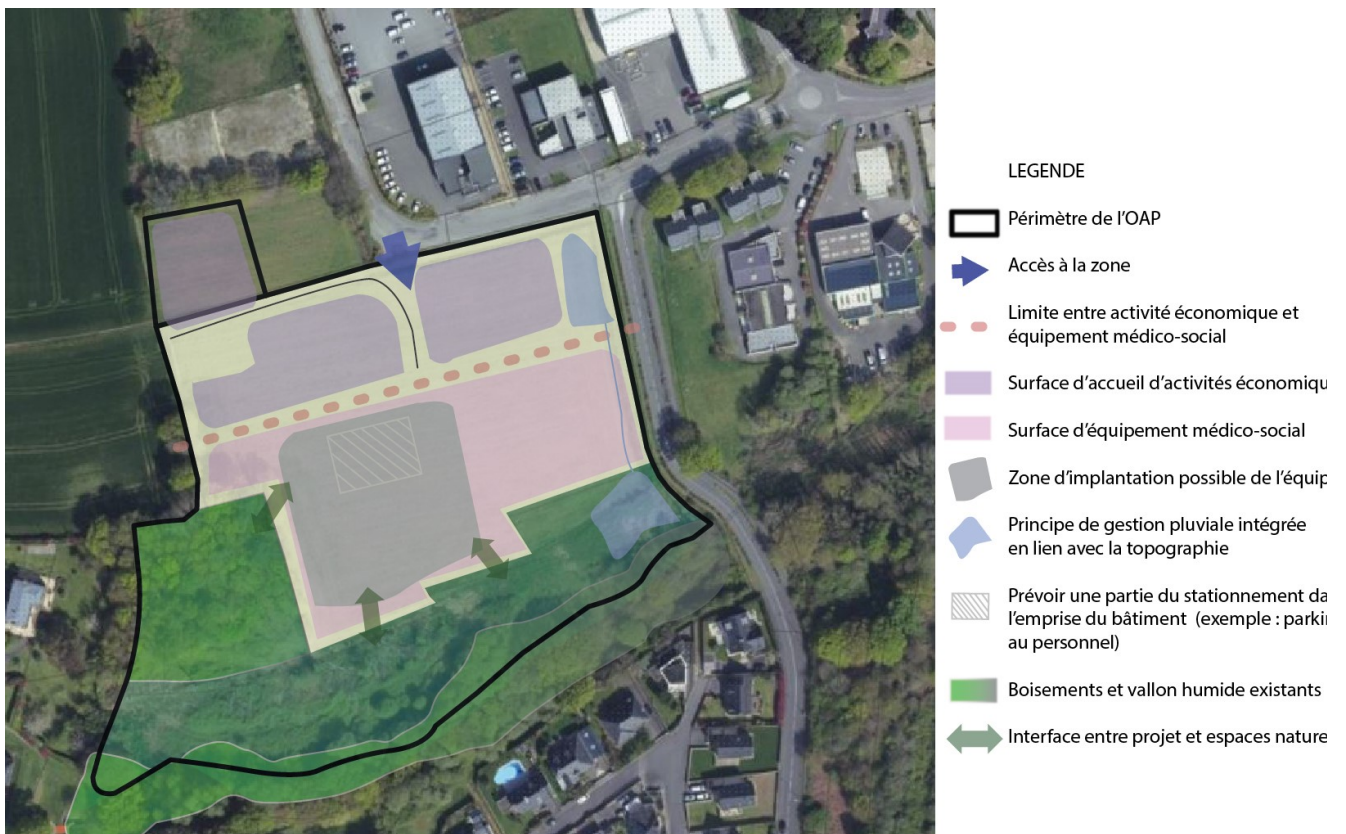 LEGENDE
Périmètre de l'OAP
Accès à la zone
Limite entre activité économique et
équipement médico-social
Surface d'accueil d'activités économiqu
Surface d'équipement médico-social
Zone d'implantation possible de l'équip
Principe de gestion pluviale intégrée
en lien avec la topographie
Prévoir une partie du stationnement da
l'emprise du bâtiment (exemple : parki
au personnel)
Boisements et vallon humide existants
Interface entre projet et espaces nature